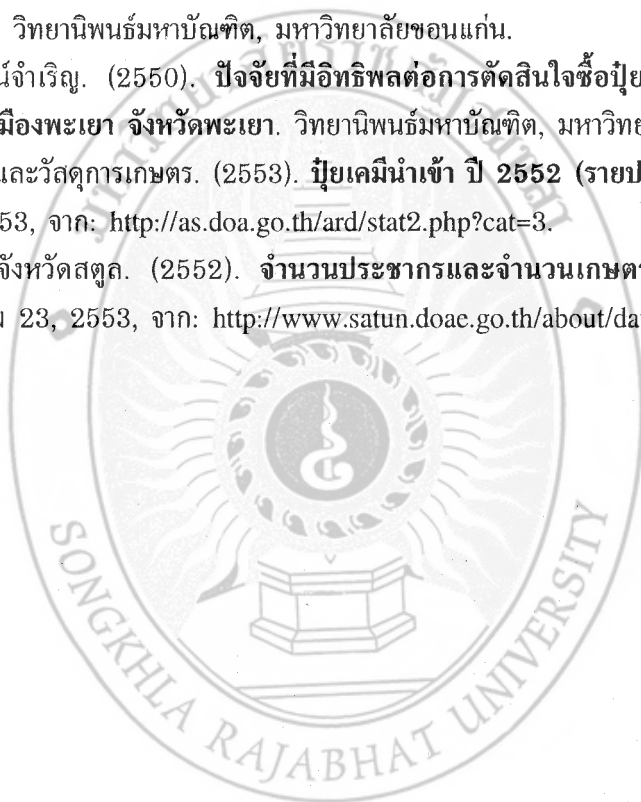 วิทยานิพนธ์มหาบัณฑิต, มหาวิทยาลัยขอนแก่น.
น์จำเริญ. (2550). ปัจจัยที่มีอิทธิพลต่อการตัดสินใจซื้อปุ๋ย
มืองพะเยา จังหวัดพะเยา. วิทยานิพนธ์มหาบัณฑิต, มหาวิทย
และวัสดุการเกษตร. (2553). ปุ๋ยเคมีนำเข้า ปี 2552 (รายป
53, จาก: http://as.doa.go.th/ard/stat2.php?cat=3.
จังหวัดสตูล. (2552). จำนวนประชากรและจำนวนเกษตร
23, 2553, จาก: http://www.satun.doae.go.th/about/da
SONGKHLA RAJABHAT UNIVERSITY